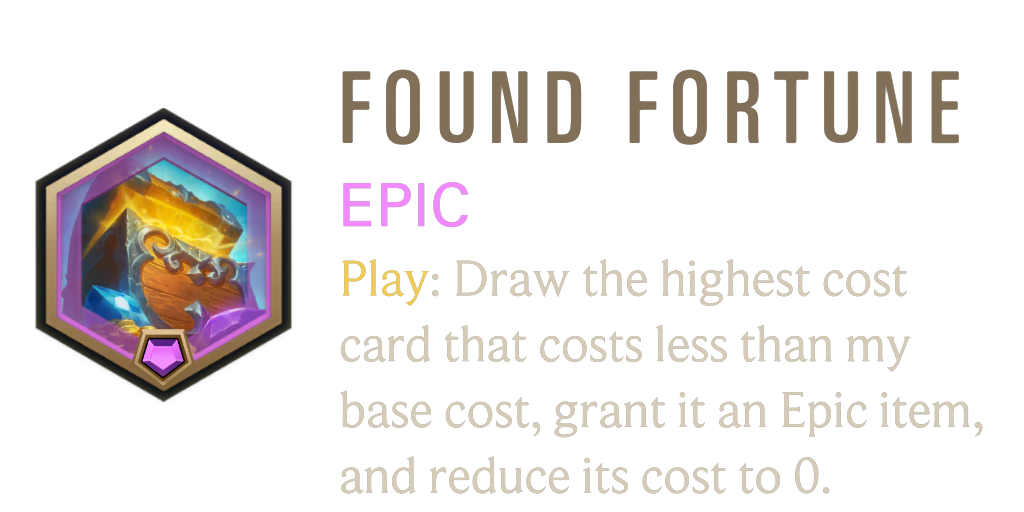 FOUND FORTUNE
EPIC
Play: Draw the highest cost
card that costs less than my
base cost, grant it an Epic item,
and reduce its cost to 0.